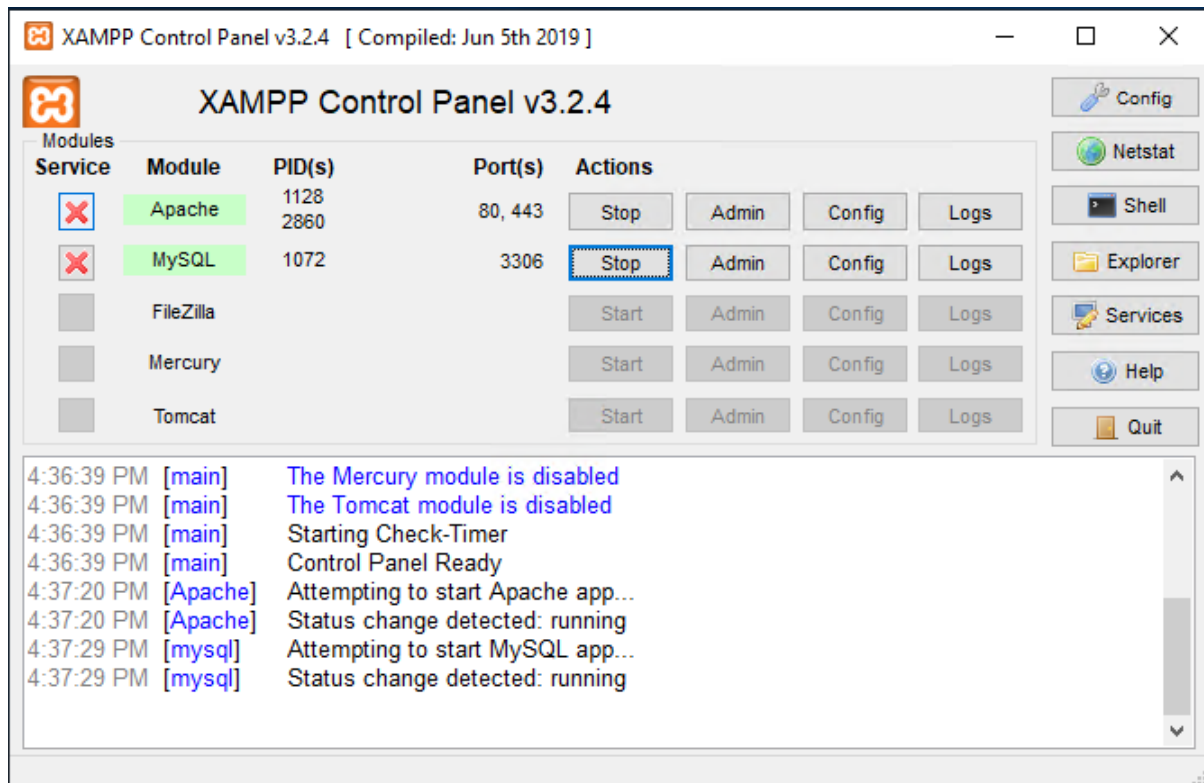 XAMPP Control Panel v3.2.4 [ Compiled: Jun 5th 2019 ]
XAMPP Control Panel v3.2.4
Config
Modules
Service Module PID(s) Port(s) Actions
Netstat
Apache 1128 2860 80, 443 Stop Admin Config Logs
Shell
MySQL 1072 3306 Stop Admin Config Logs
Explorer
FileZilla Start Admin Config Logs
Services
Mercury Start Admin Config Logs
Help
Tomcat Start Admin Config Logs
Quit
4:36:39 PM [main] The Mercury module is disabled
4:36:39 PM [main] The Tomcat module is disabled
4:36:39 PM [main] Starting Check-Timer
4:36:39 PM [main] Control Panel Ready
4:37:20 PM [Apache] Attempting to start Apache app...
4:37:20 PM [Apache] Status change detected: running
4:37:29 PM [mysql] Attempting to start MySQL app...
4:37:29 PM [mysql] Status change detected: running